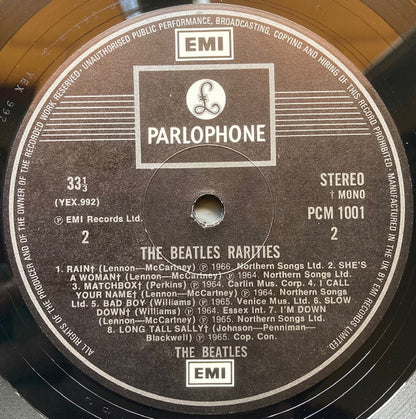 UNAUTHORISED PUBLIC PERFORMANCE, BROADCASTING, COPYING AND HIRING OF THIS RECORD PROHIBITED.
MANUFACTURED IN THE UK BY EMI RECORDS LIMITED
ALL RIGHTS OF THE PRODUCER AND OF THE OWNER OF THE RECORDED WORK RESERVED.
YEX 992
EMI
£
PARLOPHONE
33 1/3
(YEX.992)
℗ EMI Records Ltd.
2
STEREO
† MONO
PCM 1001
2
THE BEATLES RARITIES
1. RAIN† (Lennon–McCartney) ℗ 1966. Northern Songs Ltd. 2. SHE'S
A WOMAN† (Lennon–McCartney) ℗ 1964. Northern Songs Ltd.
3. MATCHBOX† (Perkins) ℗ 1964. Carlin Mus. Corp. 4. I CALL
YOUR NAME† (Lennon–McCartney) ℗ 1964. Northern Songs
Ltd. 5. BAD BOY (Williams) ℗ 1965. Venice Mus. Ltd. 6. SLOW
DOWN† (Williams) ℗ 1964. Essex Int. 7. I'M DOWN
(Lennon–McCartney) ℗ 1965. Northern Songs Ltd.
8. LONG TALL SALLY† (Johnson–Penniman–
Blackwell) ℗ 1965. Cop. Con.
THE BEATLES
EMI